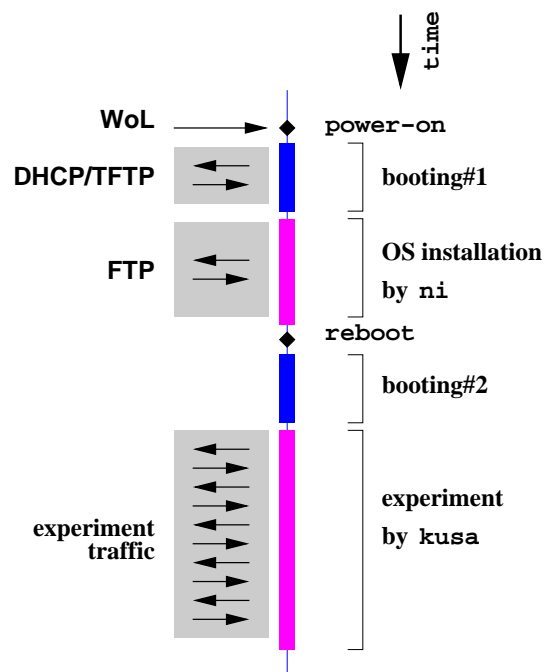 time
WoL
power-on
DHCP/TFTP
booting#1
FTP
OS installation
by ni
reboot
booting#2
experiment
traffic
experiment
by kusa